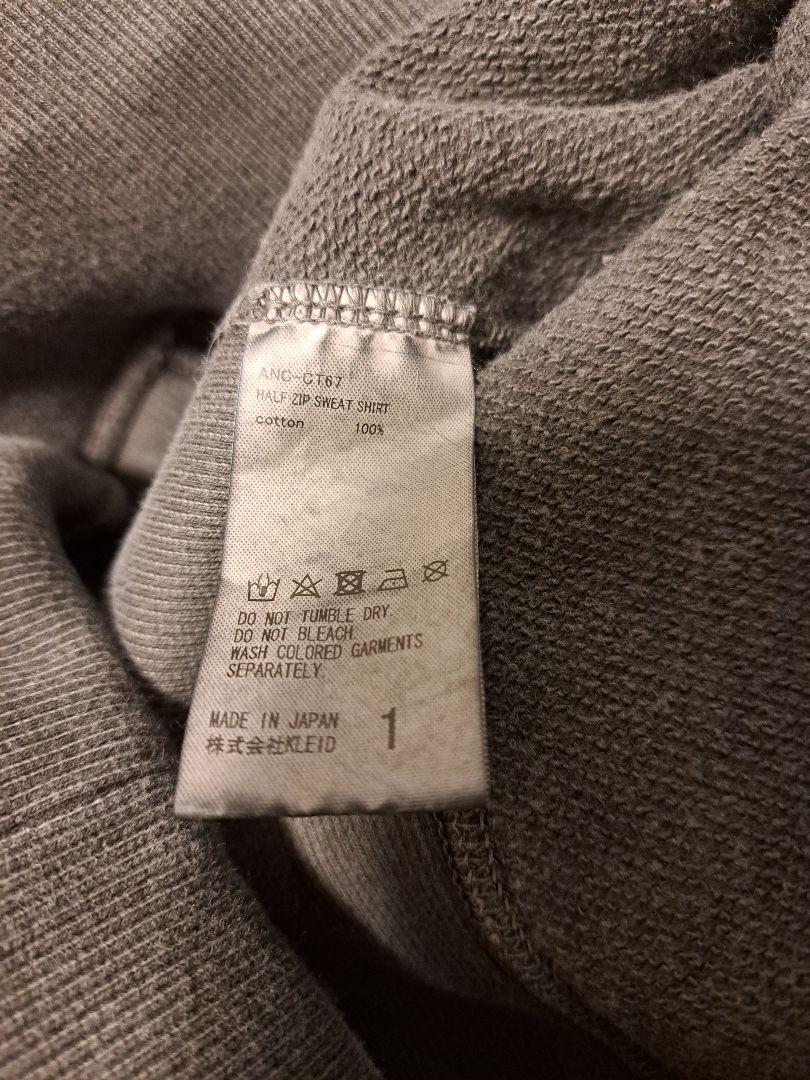 ANC-CT67
HALF ZIP SWEAT SHIRT
cotton 100%
DO NOT TUMBLE DRY.
DO NOT BLEACH.
WASH COLORED GARMENTS
SEPARATELY.
MADE IN JAPAN 1
株式会社KLEID